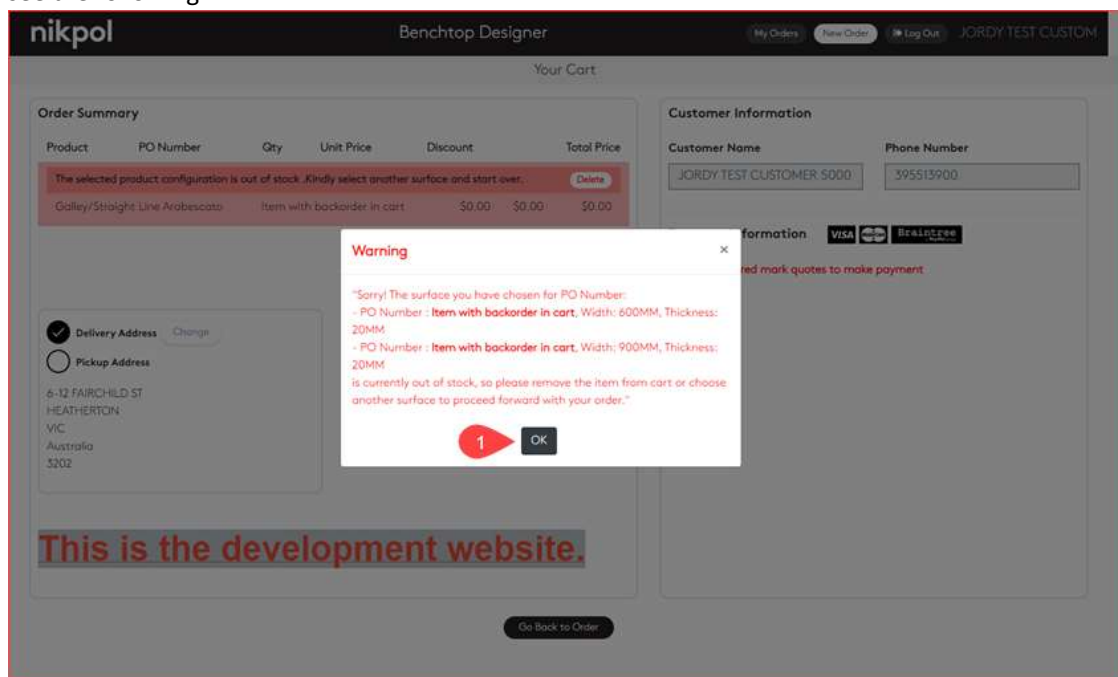 nikpol
Benchtop Designer
My Orders
New Order
Log Out
JORDY TEST CUSTOM
Your Cart
Order Summary
Product PO Number Qty Unit Price Discount Total Price
The selected product configuration is out of stock .Kindly select another surface and start over.
Delete
Galley/Straight Line Arabescato Item with backorder in cart $0.00 $0.00 $0.00
Delivery Address Change
Pickup Address
6-12 FAIRCHILD ST
HEATHERTON
VIC
Australia
3202
This is the development website.
Customer Information
Customer Name Phone Number
JORDY TEST CUSTOMER S000 395513900
formation VISA Braintree
red mark quotes to make payment
Warning ×
"Sorry! The surface you have chosen for PO Number:
- PO Number : Item with backorder in cart, Width: 600MM, Thickness:
20MM
- PO Number : Item with backorder in cart, Width: 900MM, Thickness:
20MM
is currently out of stock, so please remove the item from cart or choose
another surface to proceed forward with your order."
1
OK
Go Back to Order